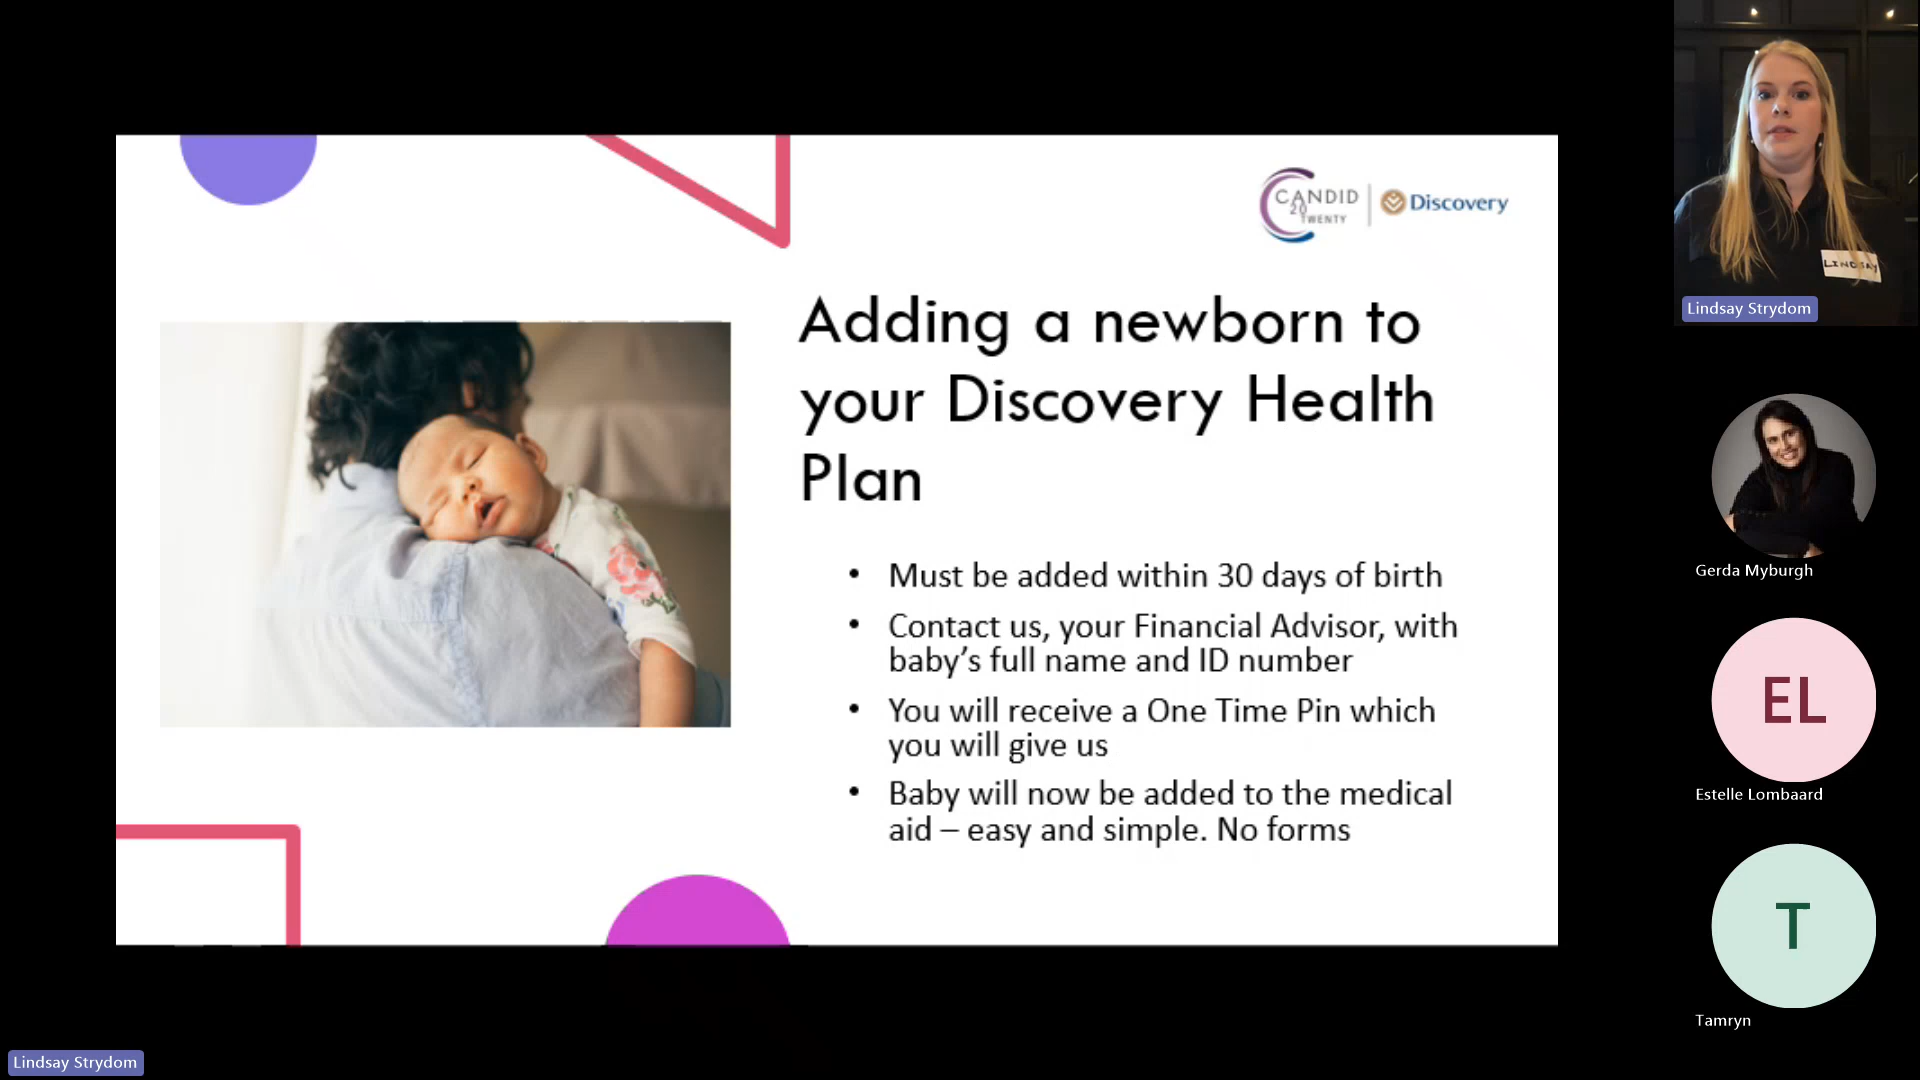 CANDID
20
TWENTY
Discovery
Adding a newborn to
your Discovery Health
Plan
• Must be added within 30 days of birth
• Contact us, your Financial Advisor, with
baby's full name and ID number
• You will receive a One Time Pin which
you will give us
• Baby will now be added to the medical
aid – easy and simple. No forms
LINDSAY
Lindsay Strydom
Gerda Myburgh
EL
Estelle Lombaard
T
Tamryn
Lindsay Strydom